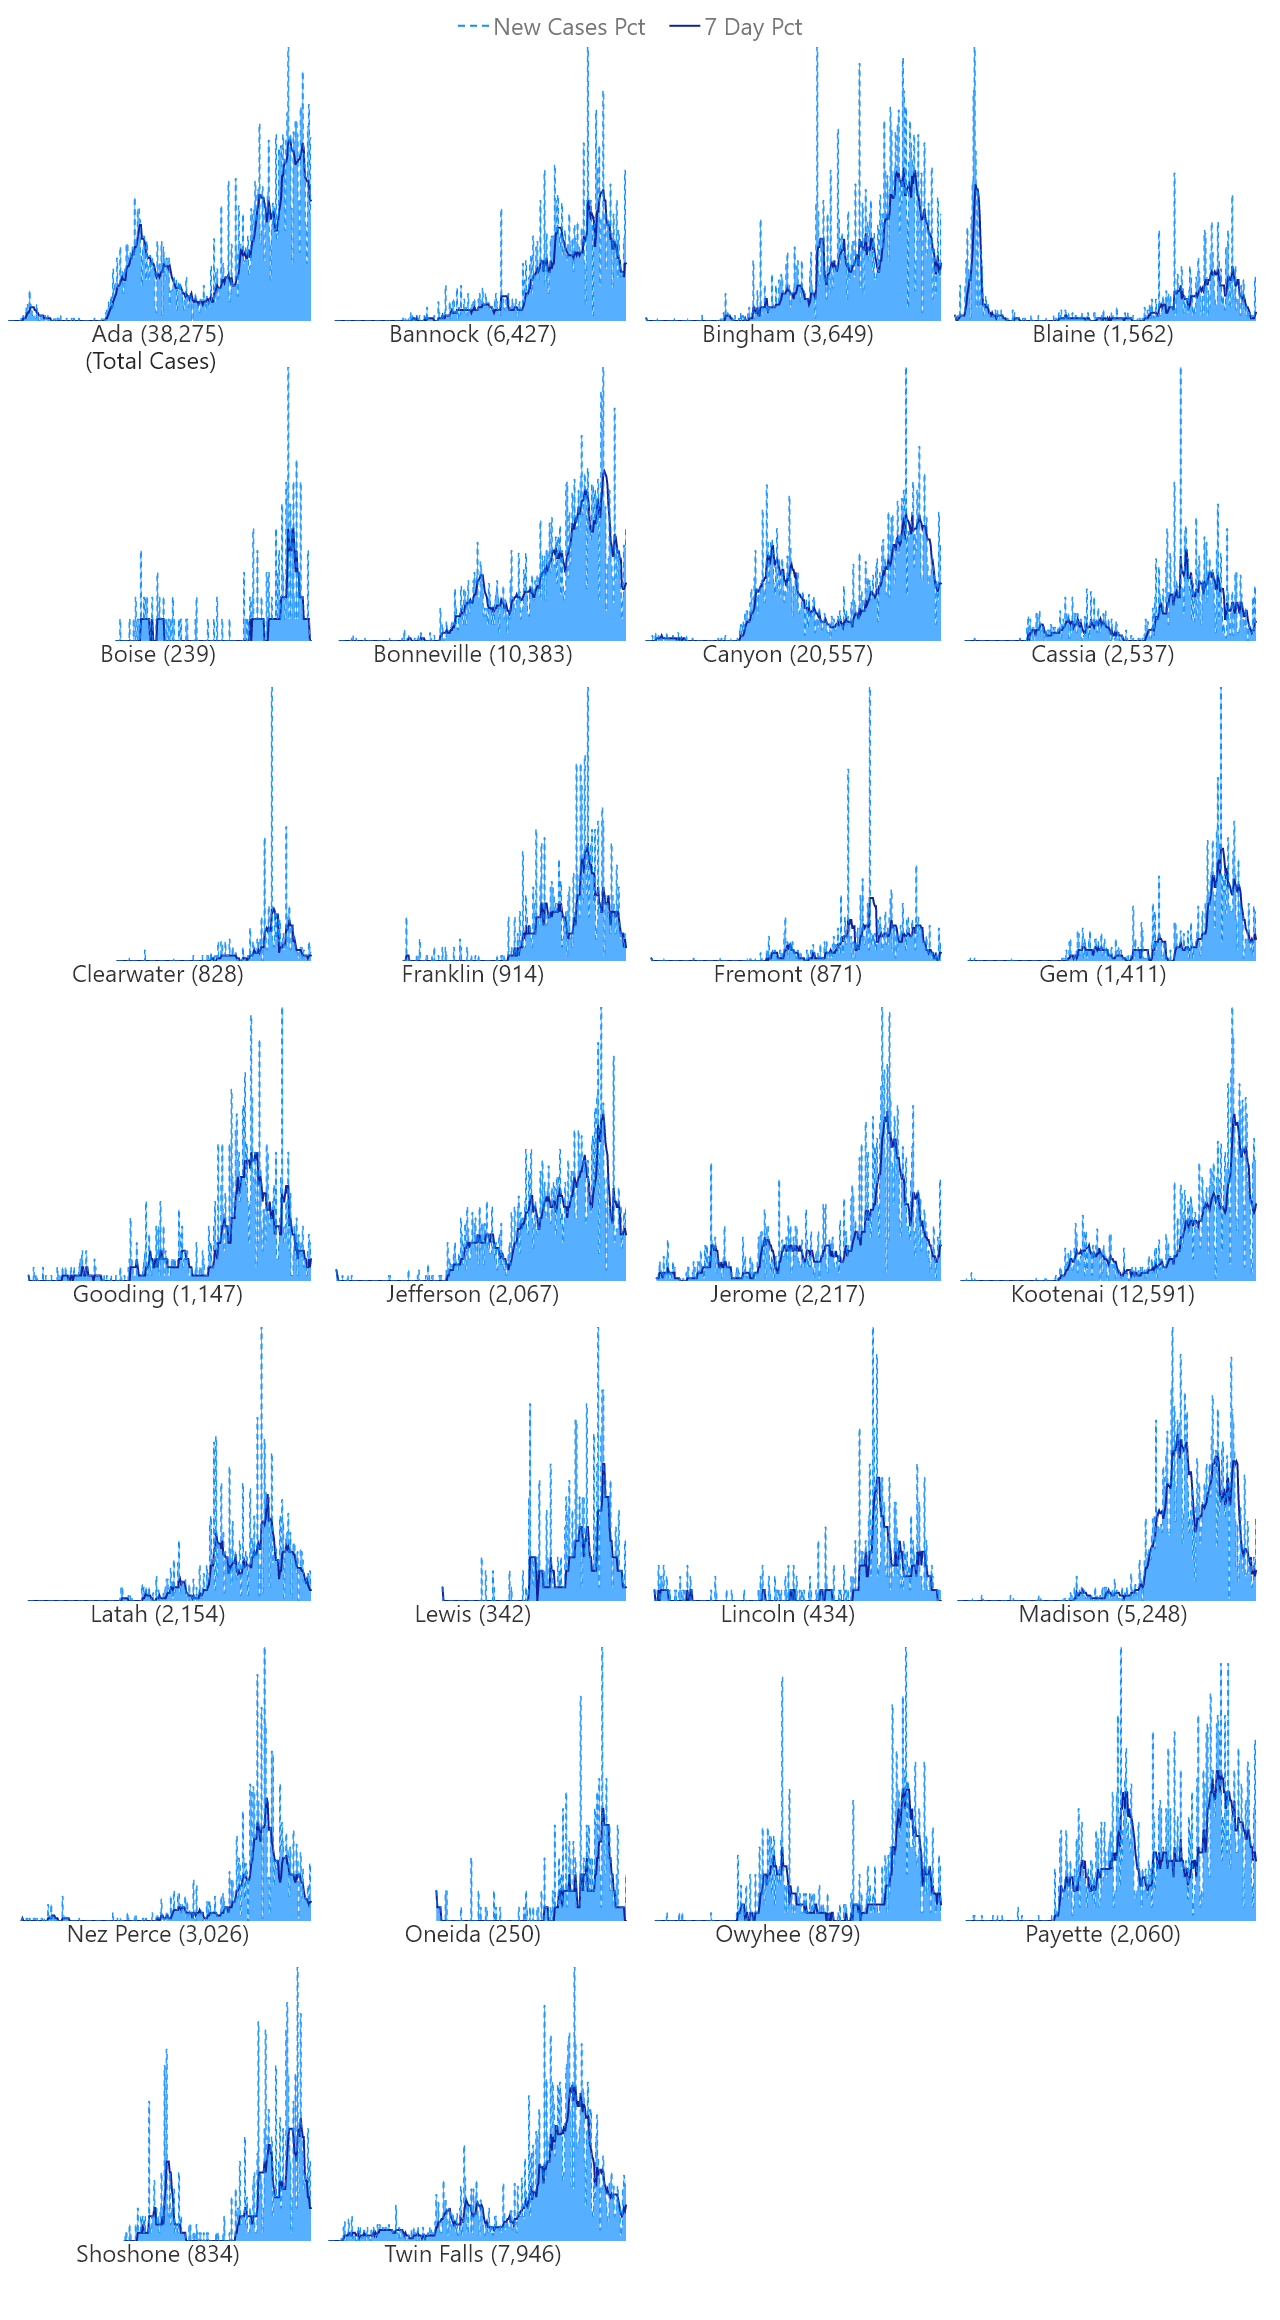 New Cases Pct 7 Day Pct
Ada (38,275) Bannock (6,427) Bingham (3,649) Blaine (1,562)
(Total Cases)
Boise (239) Bonneville (10,383) Canyon (20,557) Cassia (2,537)
Clearwater (828) Franklin (914) Fremont (871) Gem (1,411)
Gooding (1,147) Jefferson (2,067) Jerome (2,217) Kootenai (12,591)
Latah (2,154) Lewis (342) Lincoln (434) Madison (5,248)
Nez Perce (3,026) Oneida (250) Owyhee (879) Payette (2,060)
Shoshone (834) Twin Falls (7,946)